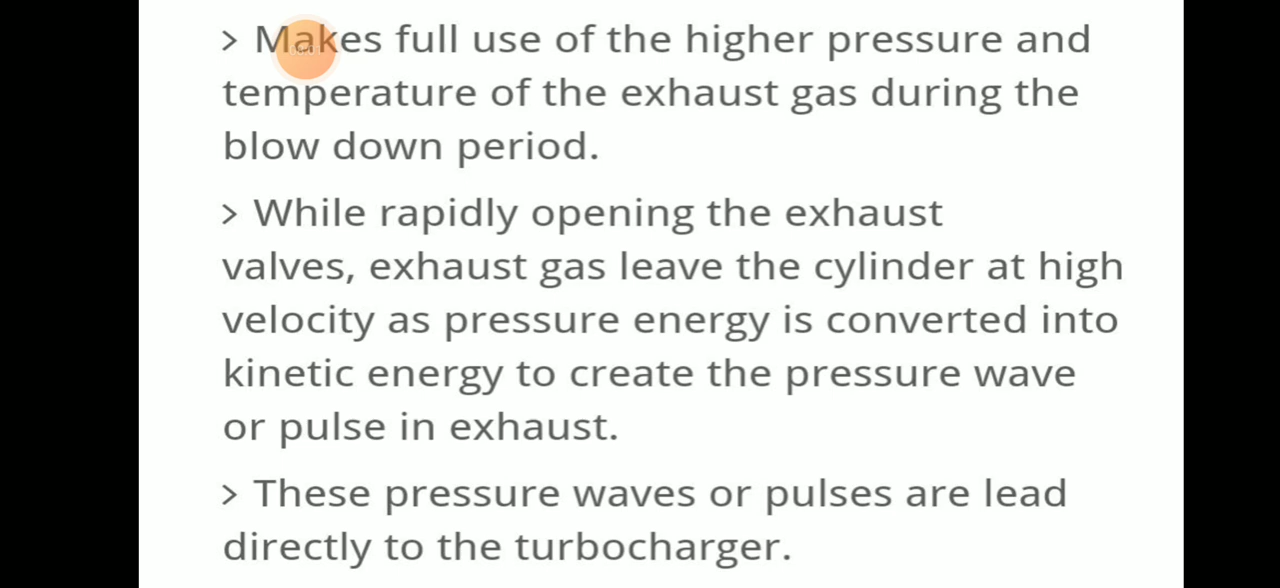 > Makes full use of the higher pressure and
temperature of the exhaust gas during the
blow down period.
> While rapidly opening the exhaust
valves, exhaust gas leave the cylinder at high
velocity as pressure energy is converted into
kinetic energy to create the pressure wave
or pulse in exhaust.
> These pressure waves or pulses are lead
directly to the turbocharger.